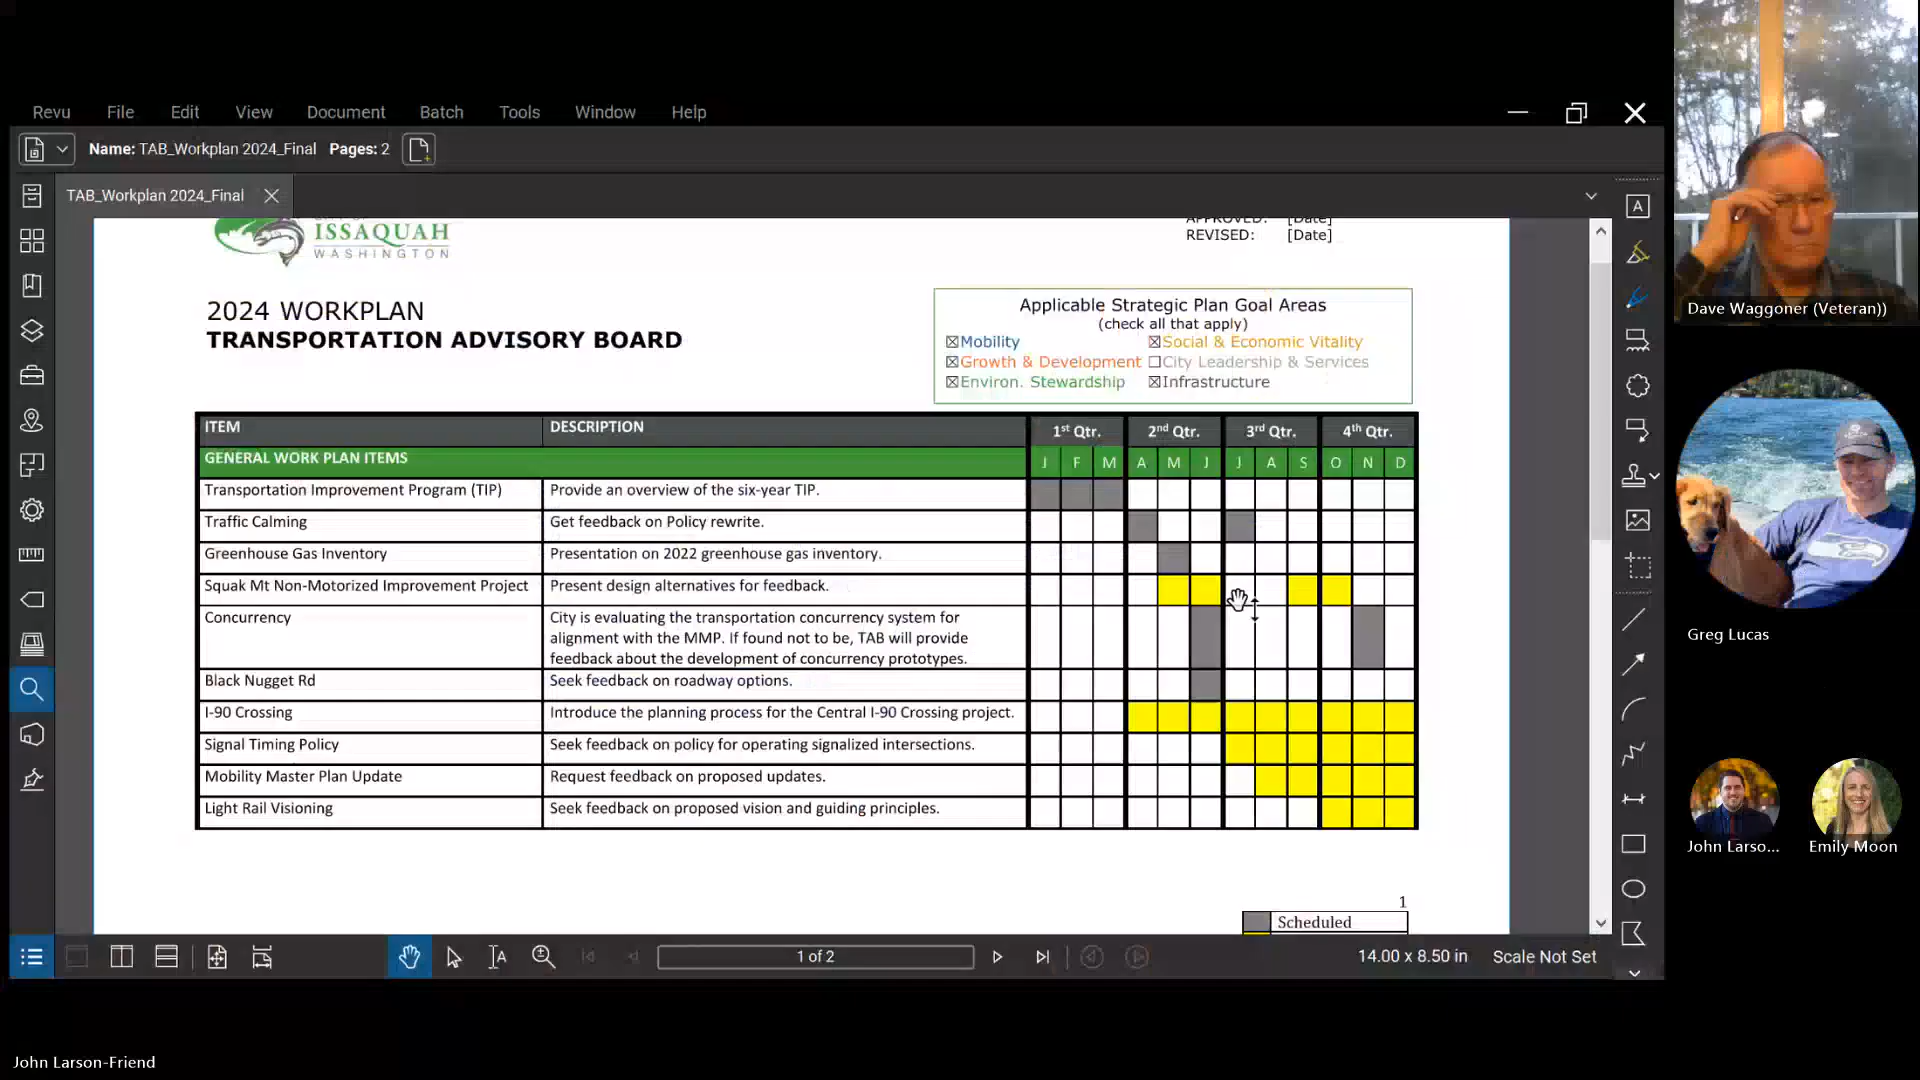 Revu File Edit View Document Batch Tools Window Help
Name: TAB_Workplan 2024_Final Pages: 2
TAB_Workplan 2024_Final
ISSAQUAH
WASHINGTON
APPROVED: [Date]
REVISED: [Date]
2024 WORKPLAN
TRANSPORTATION ADVISORY BOARD
Applicable Strategic Plan Goal Areas
(check all that apply)
☒Mobility ☒Social & Economic Vitality
☒Growth & Development ☐City Leadership & Services
☒Environ. Stewardship ☒Infrastructure
ITEM DESCRIPTION 1st Qtr. 2nd Qtr. 3rd Qtr. 4th Qtr.
GENERAL WORK PLAN ITEMS J F M A M J J A S O N D
Transportation Improvement Program (TIP) Provide an overview of the six-year TIP.
Traffic Calming Get feedback on Policy rewrite.
Greenhouse Gas Inventory Presentation on 2022 greenhouse gas inventory.
Squak Mt Non-Motorized Improvement Project Present design alternatives for feedback.
Concurrency City is evaluating the transportation concurrency system for
alignment with the MMP. If found not to be, TAB will provide
feedback about the development of concurrency prototypes.
Black Nugget Rd Seek feedback on roadway options.
I-90 Crossing Introduce the planning process for the Central I-90 Crossing project.
Signal Timing Policy Seek feedback on policy for operating signalized intersections.
Mobility Master Plan Update Request feedback on proposed updates.
Light Rail Visioning Seek feedback on proposed vision and guiding principles.
1
Scheduled
1 of 2
14.00 x 8.50 in Scale Not Set
Dave Waggoner (Veteran))
Greg Lucas
John Larso... Emily Moon
John Larson-Friend